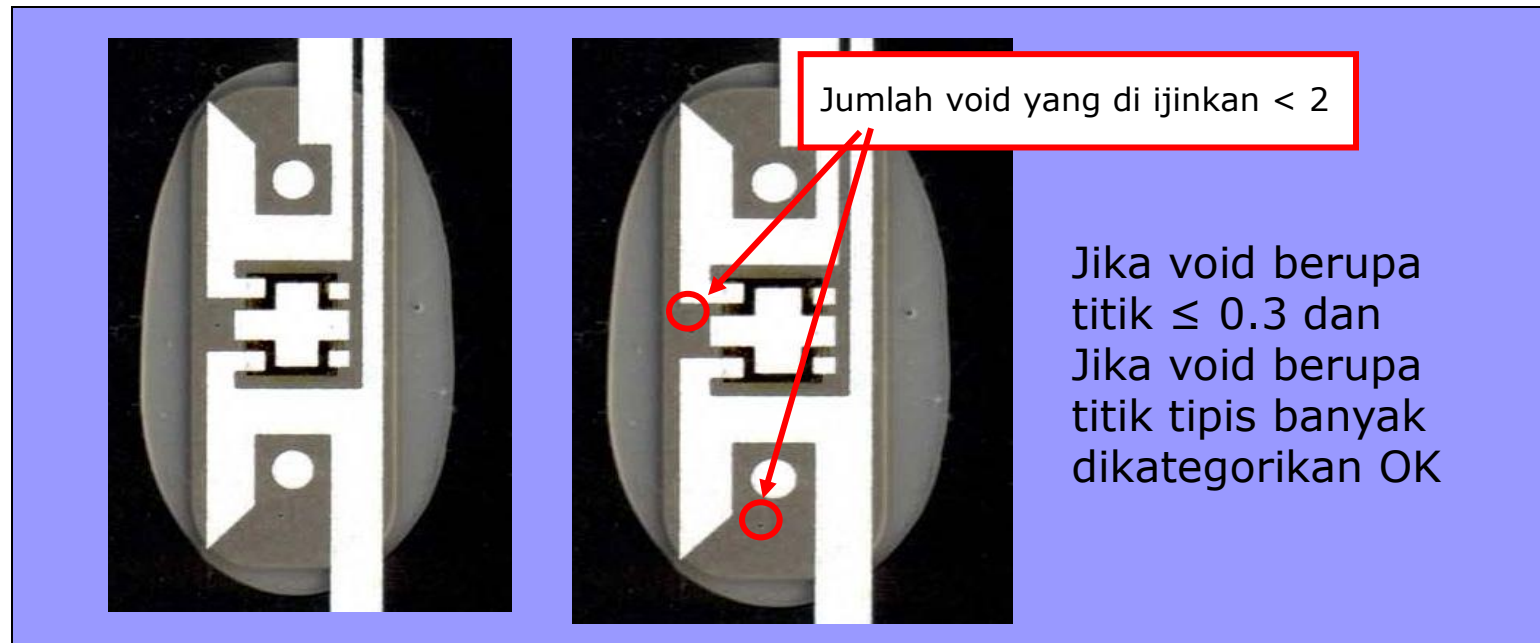 Jumlah void yang di ijinkan < 2
Jika void berupa
titik ≤ 0.3 dan
Jika void berupa
titik tipis banyak
dikategorikan OK